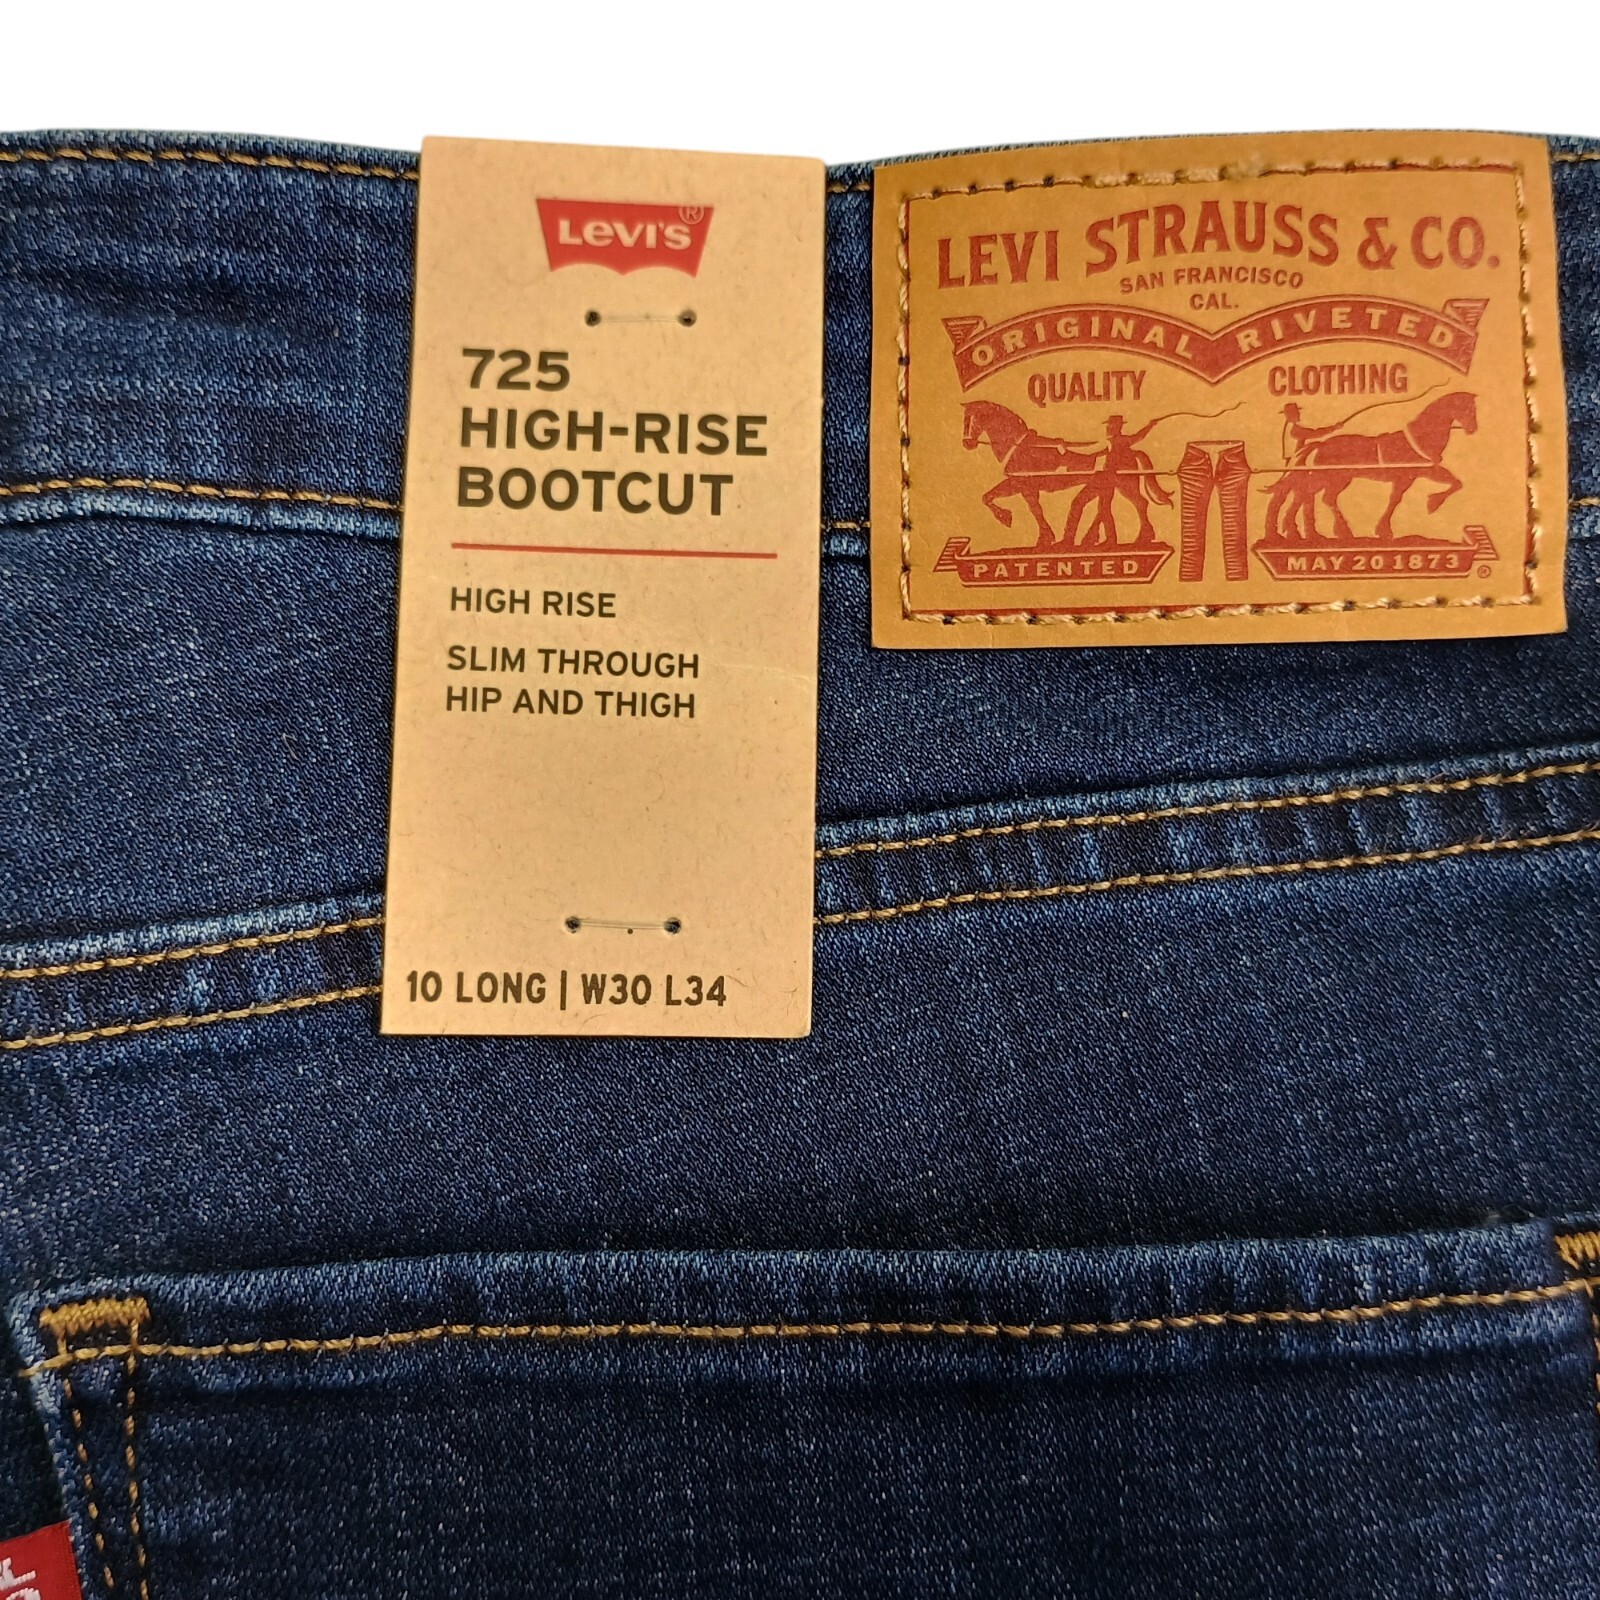 LEVI'S®
725
HIGH-RISE
BOOTCUT
HIGH RISE
SLIM THROUGH
HIP AND THIGH
10 LONG | W30 L34
LEVI STRAUSS & CO.
SAN FRANCISCO
CAL.
ORIGINAL RIVETED
QUALITY CLOTHING
PATENTED MAY 20 1873 ®